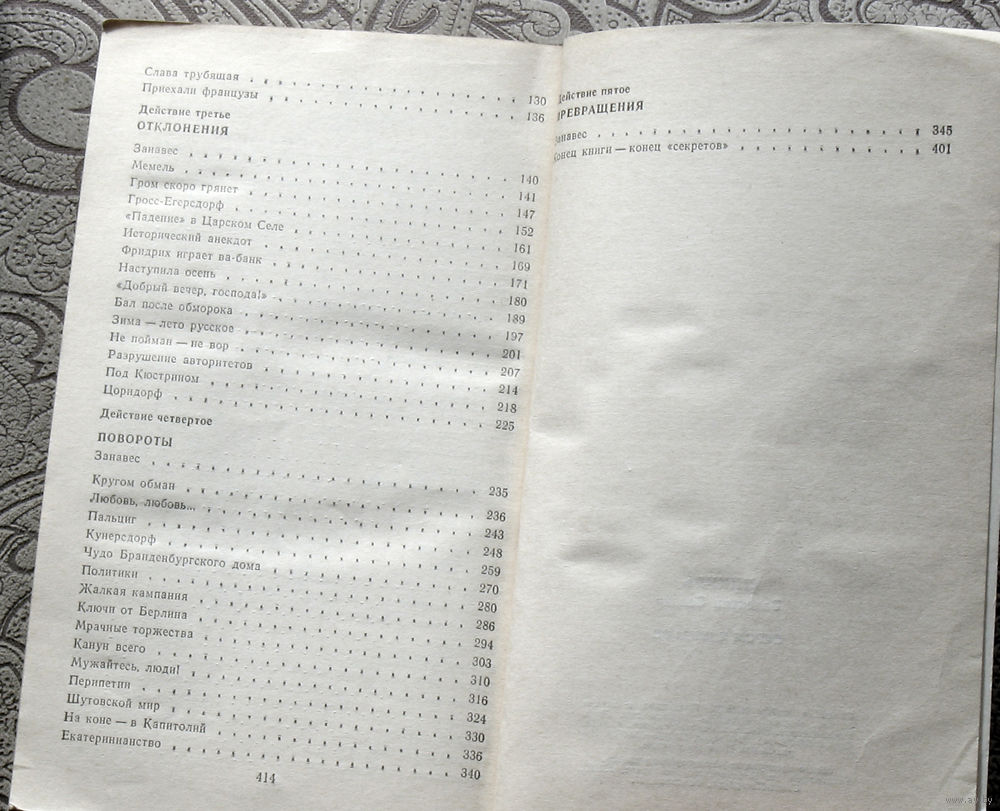 Слава трубящая 130
Приехали французы 136
Действие третье
ОТКЛОНЕНИЯ
Занавес 140
Мемель 141
Гром скоро грянет 147
Гросс-Егерсдорф 152
«Падение» в Царском Селе 161
Исторический анекдот 169
Фридрих играет ва-банк 171
Наступила осень 180
«Добрый вечер, господа!» 189
Бал после обморока 197
Зима — лето русское 201
Не пойман — не вор 207
Разрушение авторитетов 214
Под Кюстрином 218
Цорндорф 225
Действие четвертое
ПОВОРОТЫ
Занавес 235
Кругом обман 236
Любовь, любовь... 243
Пальциг 248
Кунерсдорф 259
Чудо Бранденбургского дома 270
Политики 280
Жалкая кампания 286
Ключи от Берлина 294
Мрачные торжества 303
Канун всего 310
Мужайтесь, люди! 316
Перипетии 324
Шутовской мир 330
На коне — в Капитолий 336
Екатеринианство 340
414
Действие пятое
ПРЕВРАЩЕНИЯ
Занавес 345
Конец книги — конец «секретов» 401
www.ay.by